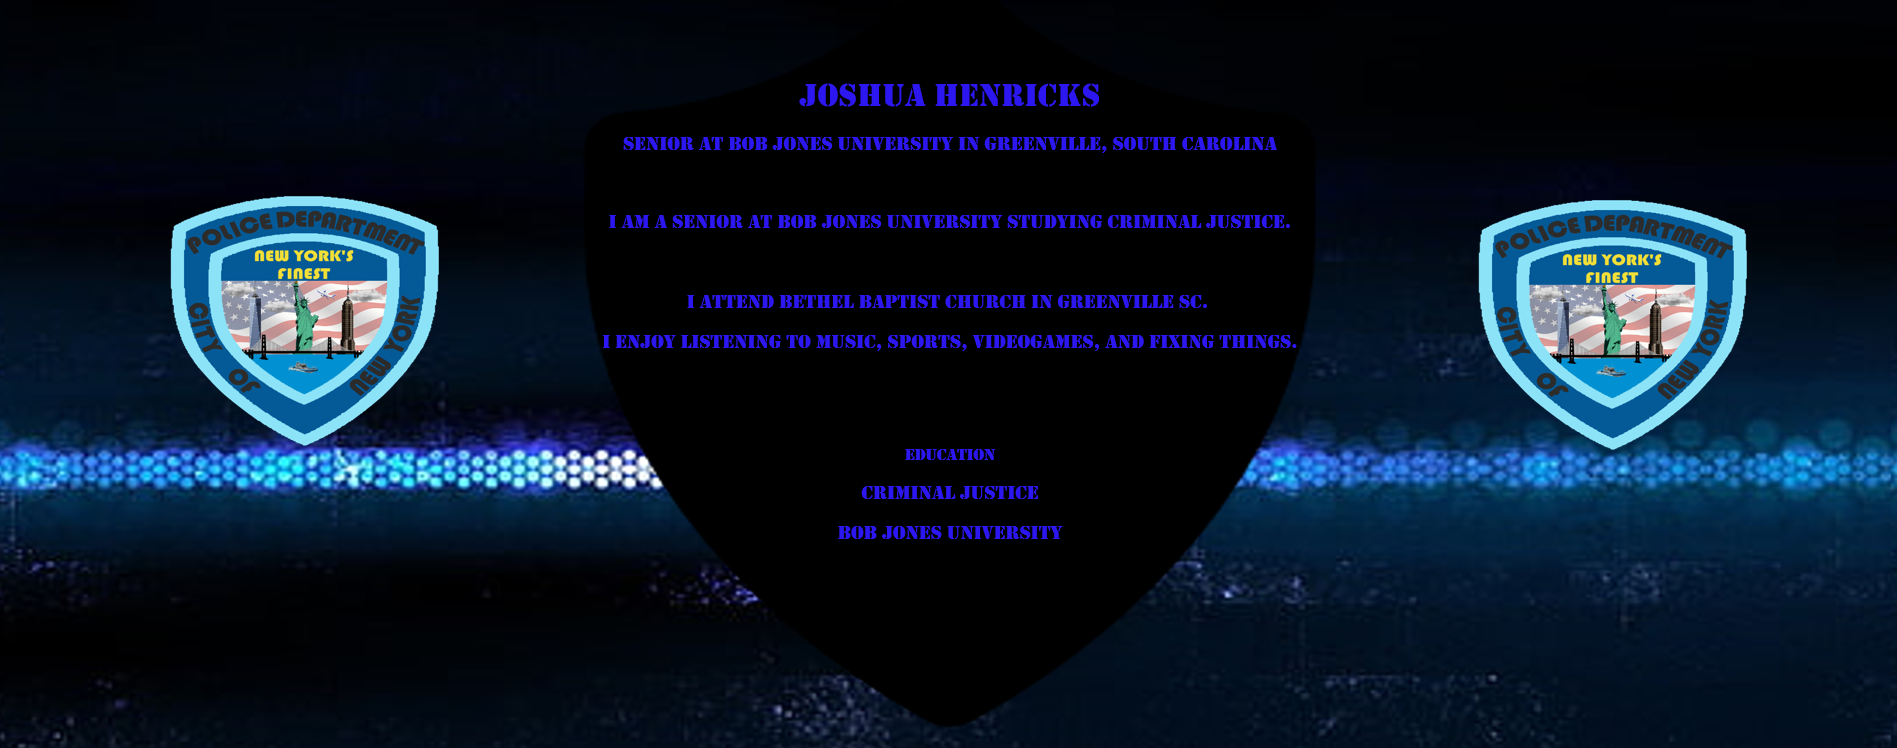 JOSHUA HENRICKS
SENIOR AT BOB JONES UNIVERSITY IN GREENVILLE, SOUTH CAROLINA
I AM A SENIOR AT BOB JONES UNIVERSITY STUDYING CRIMINAL JUSTICE.
I ATTEND BETHEL BAPTIST CHURCH IN GREENVILLE SC.
I ENJOY LISTENING TO MUSIC, SPORTS, VIDEOGAMES, AND FIXING THINGS.
EDUCATION
CRIMINAL JUSTICE
BOB JONES UNIVERSITY
POLICE DEPARTMENT
NEW YORK'S
FINEST
CITY OF NEW YORK
POLICE DEPARTMENT
NEW YORK'S
FINEST
CITY OF NEW YORK